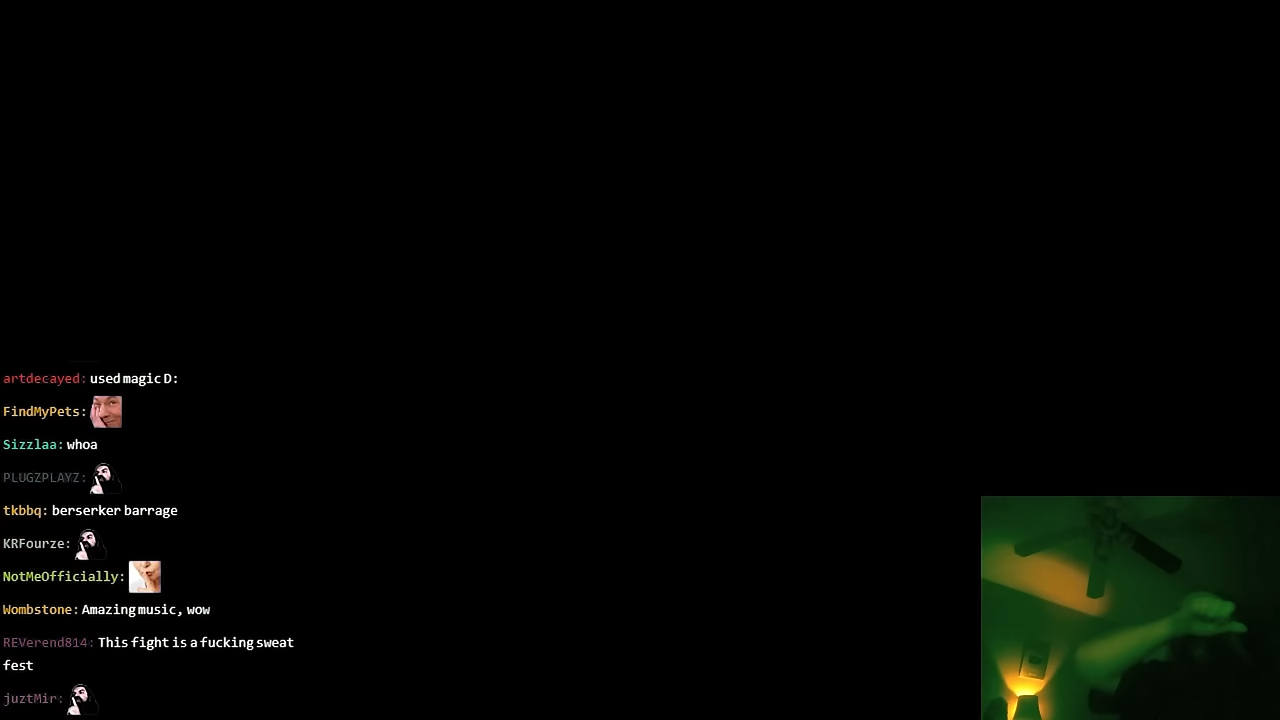 artdecayed: used magic D:
FindMyPets:
Sizzlaa: whoa
PLUGZPLAYZ:
tkbbq: berserker barrage
KRFourze:
NotMeOfficially:
Wombstone: Amazing music, wow
REVerend814: This fight is a fucking sweat
fest
juztMir: